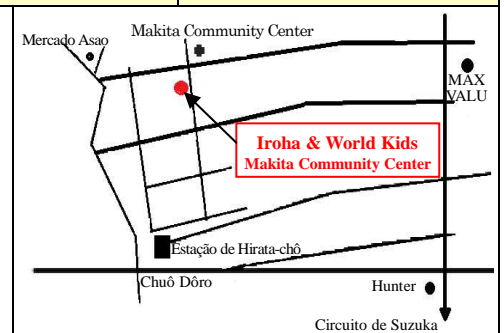 Makita Community Center
Mercado Asao
MAX
VALU
Iroha & World Kids
Makita Community Center
Estação de Hirata-chô
Chuô Dôro
Hunter
Circuito de Suzuka